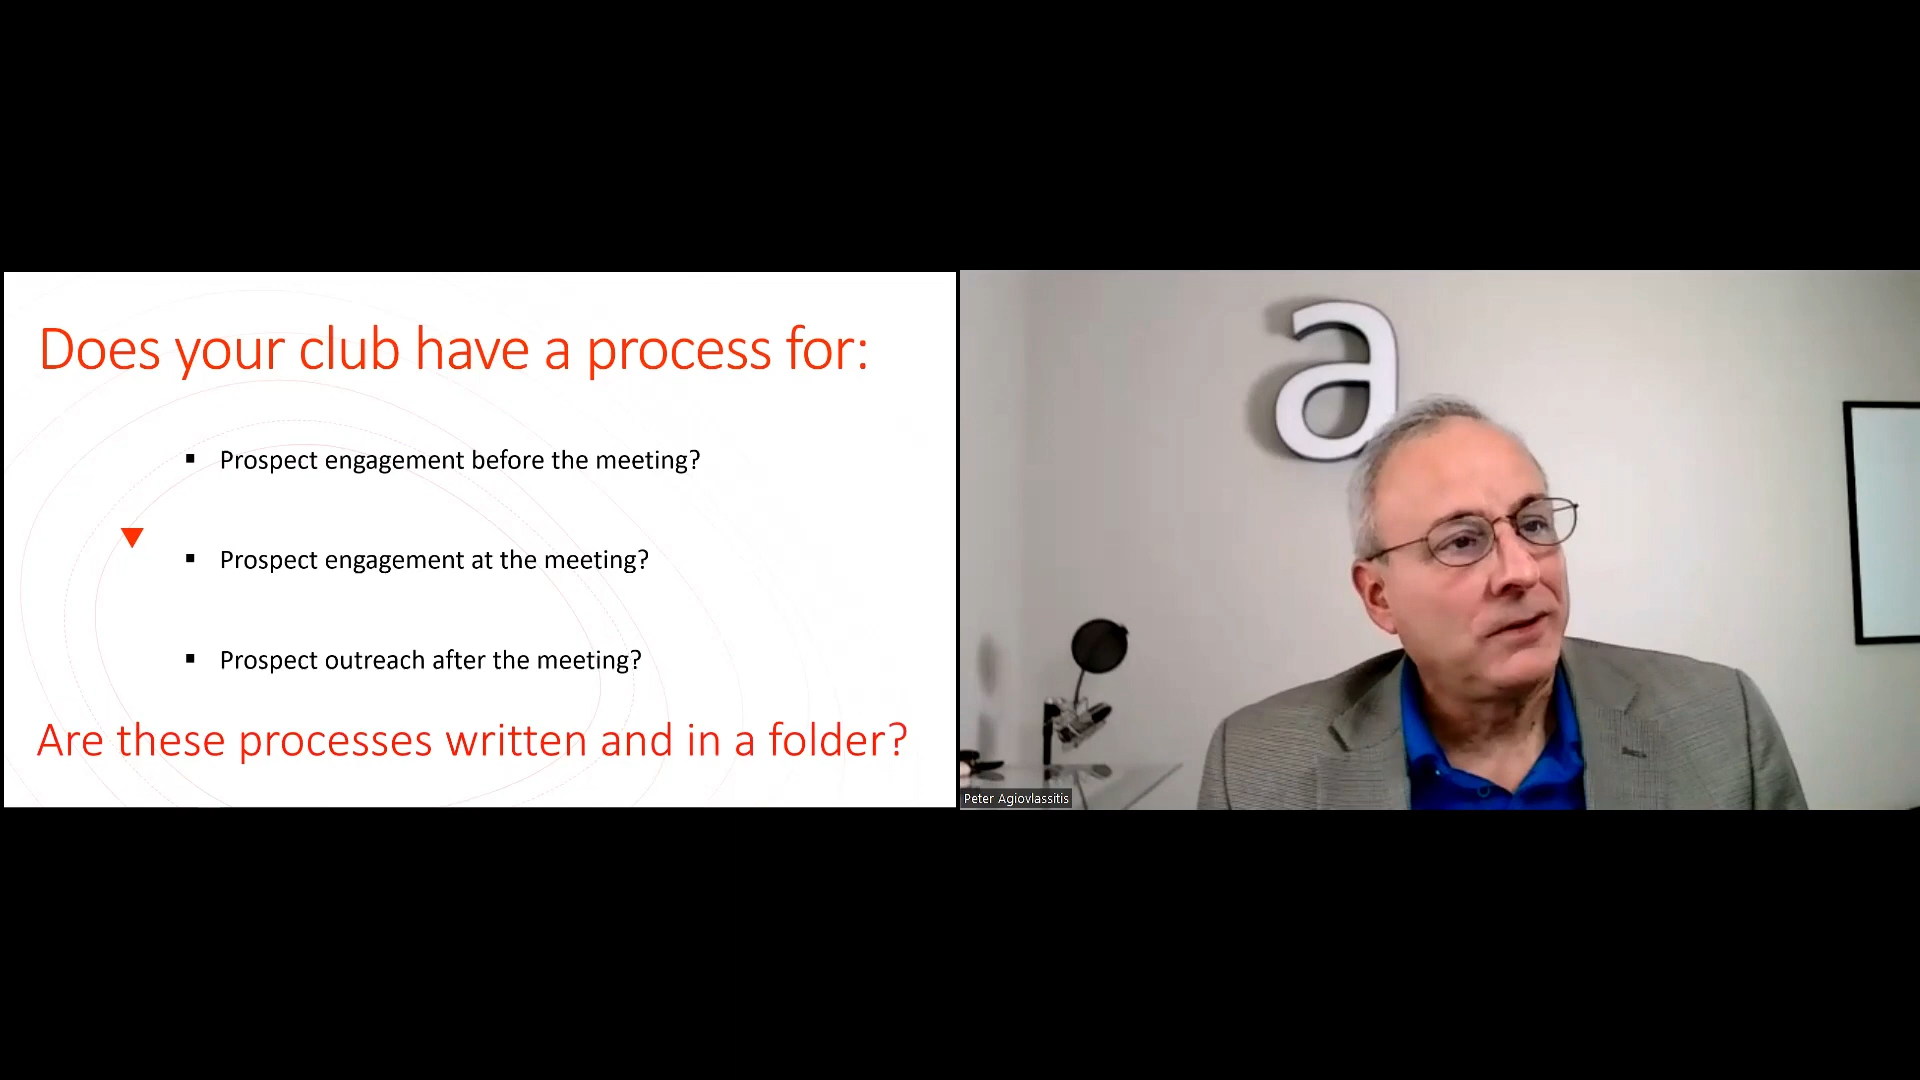 Does your club have a process for:
▪ Prospect engagement before the meeting?
▪ Prospect engagement at the meeting?
▪ Prospect outreach after the meeting?
Are these processes written and in a folder?
a
Peter Agiovlassitis